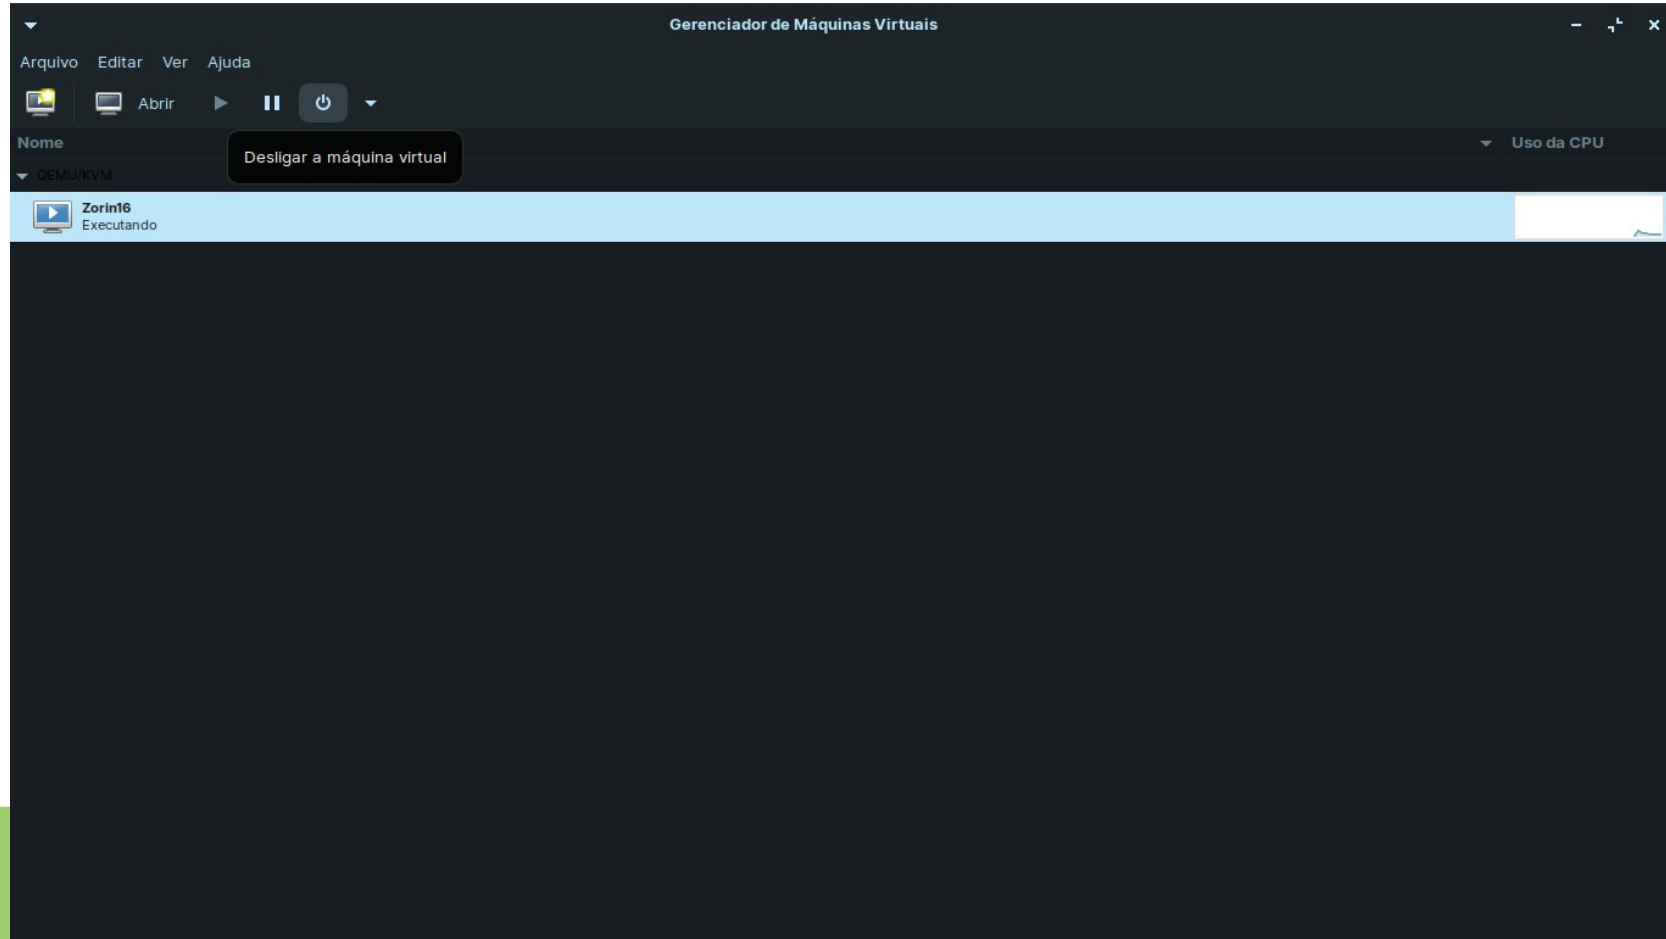 Gerenciador de Máquinas Virtuais
Arquivo Editar Ver Ajuda
Abrir
Nome Uso da CPU
Desligar a máquina virtual
QEMU/KVM
Zorin16
Executando